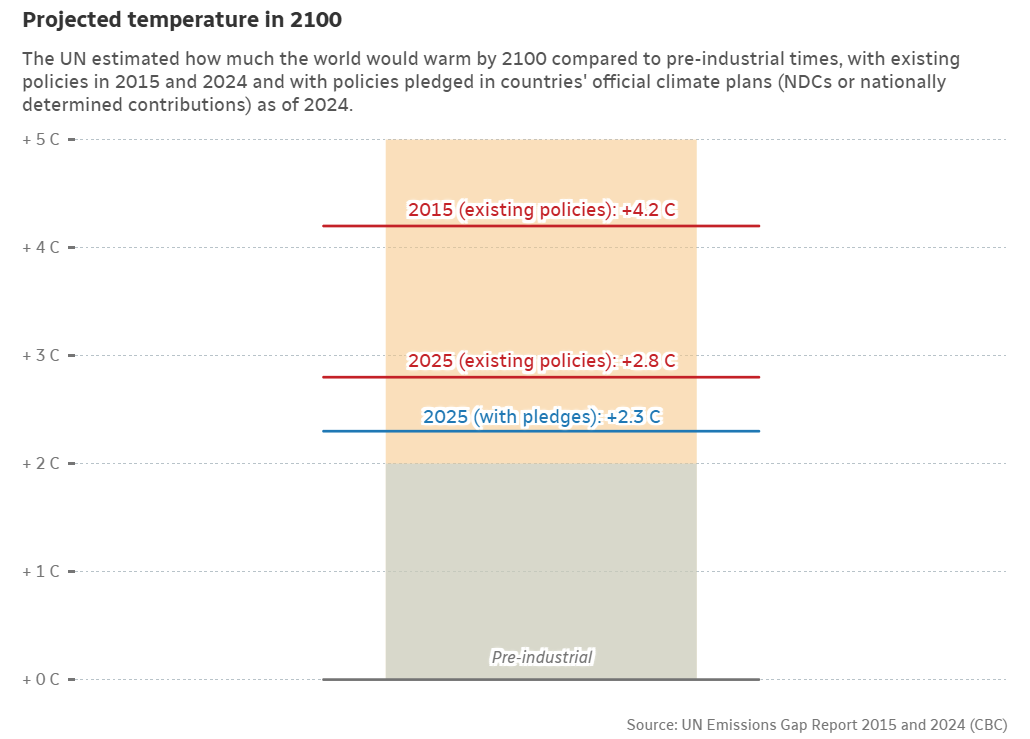 Projected temperature in 2100
The UN estimated how much the world would warm by 2100 compared to pre-industrial times, with existing
policies in 2015 and 2024 and with policies pledged in countries' official climate plans (NDCs or nationally
determined contributions) as of 2024.
+ 5 C
2015 (existing policies): +4.2 C
+ 4 C
+ 3 C
2025 (existing policies): +2.8 C
2025 (with pledges): +2.3 C
+ 2 C
+ 1 C
Pre-industrial
+ 0 C
Source: UN Emissions Gap Report 2015 and 2024 (CBC)